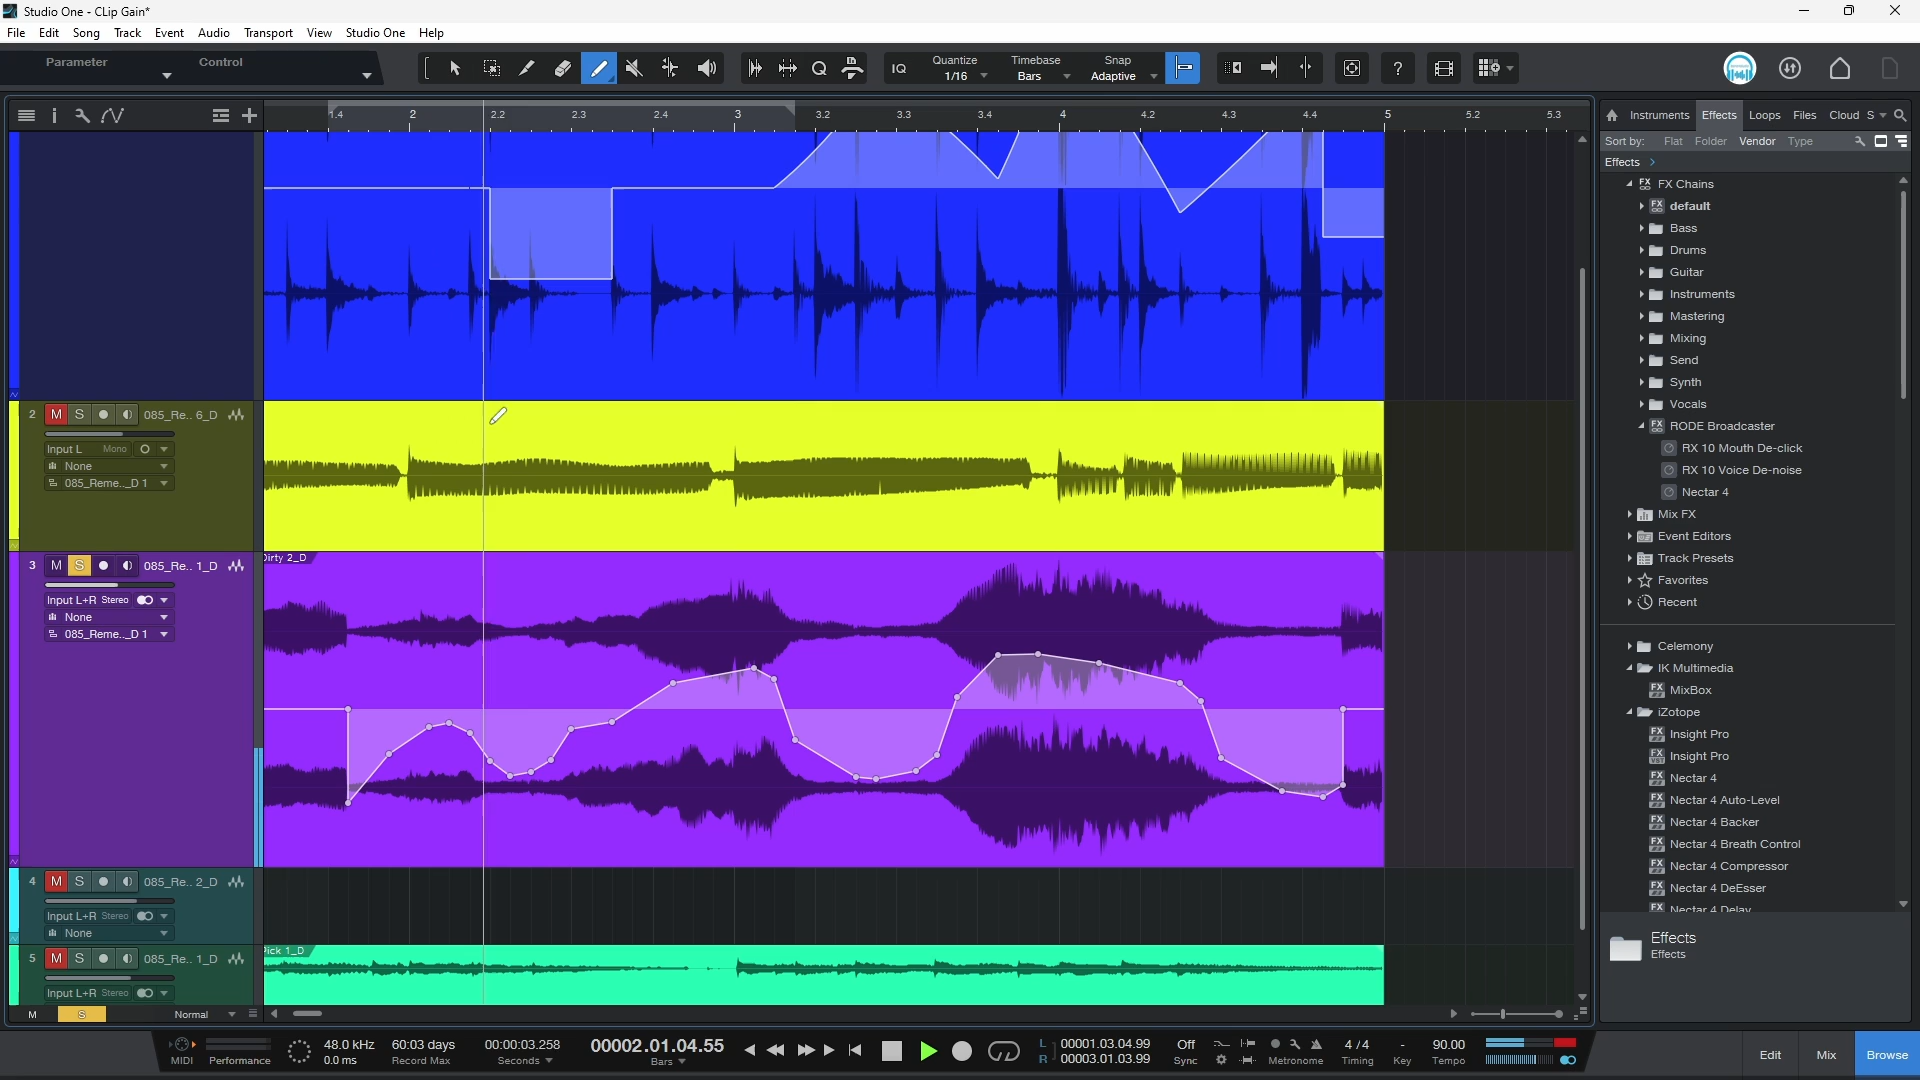 Studio One - CLip Gain*
File Edit Song Track Event Audio Transport View Studio One Help
Parameter Control
IQ Quantize 1/16 Timebase Bars Snap Adaptive ?
1.4 2 2.2 2.3 2.4 3 3.2 3.3 3.4 4 4.2 4.3 4.4 5 5.2 5.3
2 M S 085_Re.. 6_D
Input L Mono
None
085_Reme.._D 1
Dirty 2_D
3 M S 085_Re.. 1_D
Input L+R Stereo
None
085_Reme.._D 1
4 M S 085_Re.. 2_D
Input L+R Stereo
None
Pick 1_D
5 M S 085_Re.. 1_D
Input L+R Stereo
M S Normal
Instruments Effects Loops Files Cloud S
Sort by: Flat Folder Vendor Type
Effects
FX Chains
default
Bass
Drums
Guitar
Instruments
Mastering
Mixing
Send
Synth
Vocals
RODE Broadcaster
RX 10 Mouth De-click
RX 10 Voice De-noise
Nectar 4
Mix FX
Event Editors
Track Presets
Favorites
Recent
Celemony
IK Multimedia
MixBox
iZotope
Insight Pro
Insight Pro
Nectar 4
Nectar 4 Auto-Level
Nectar 4 Backer
Nectar 4 Breath Control
Nectar 4 Compressor
Nectar 4 DeEsser
Nectar 4 Delay
Effects
Effects
MIDI Performance
48.0 kHz
0.0 ms
60:03 days
Record Max
00:00:03.258
Seconds
00002.01.04.55
Bars
L 00001.03.04.99
R 00003.01.03.99
Off
Sync
Metronome
4 / 4
Timing
-
Key
90.00
Tempo
Edit Mix Browse